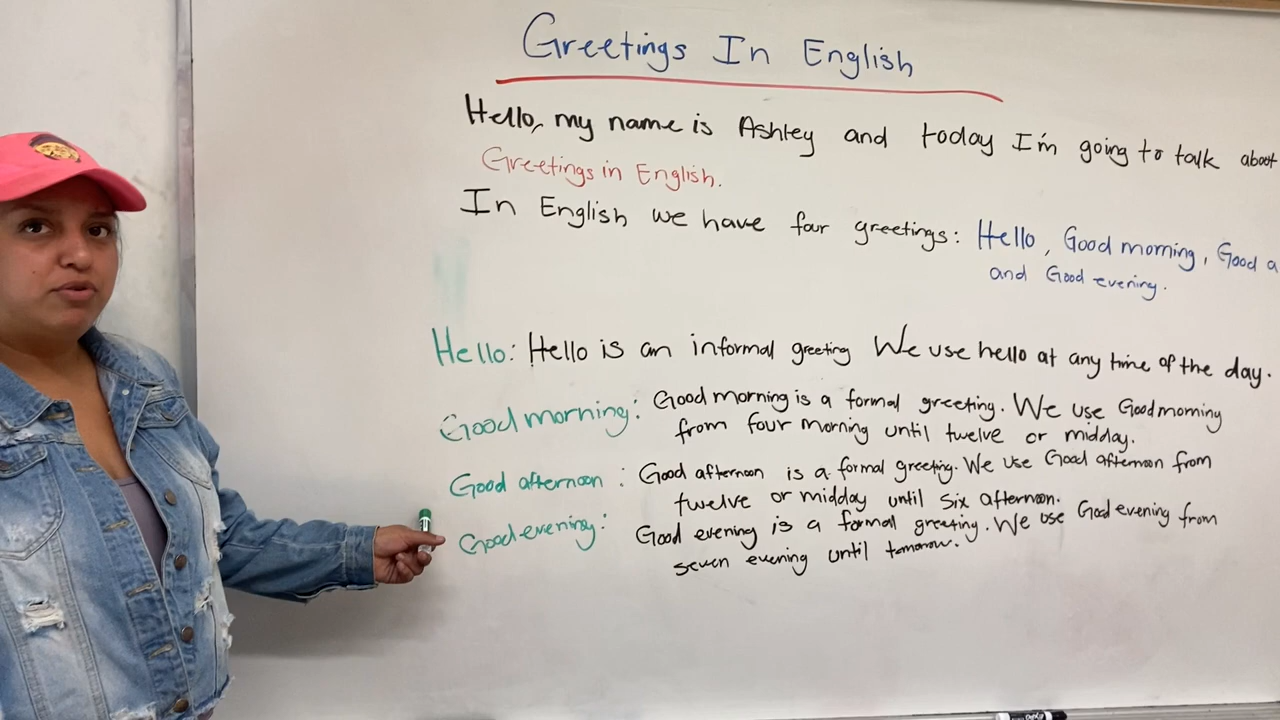 Greetings In English
Hello, my name is Ashley and today I'm going to talk about
Greetings in English.
In English we have four greetings: Hello, Good morning, Good a
and Good evening.
Hello: Hello is an informal greeting We use hello at any time of the day.
Good morning: Good morning is a formal greeting. We use Good morning
from four morning until twelve or midday.
Good afternoon: Good afternoon is a formal greeting. We use Good afternoon from
twelve or midday until six afternoon.
Good evening: Good evening is a formal greeting. We use Good evening from
seven evening until tomorrow.